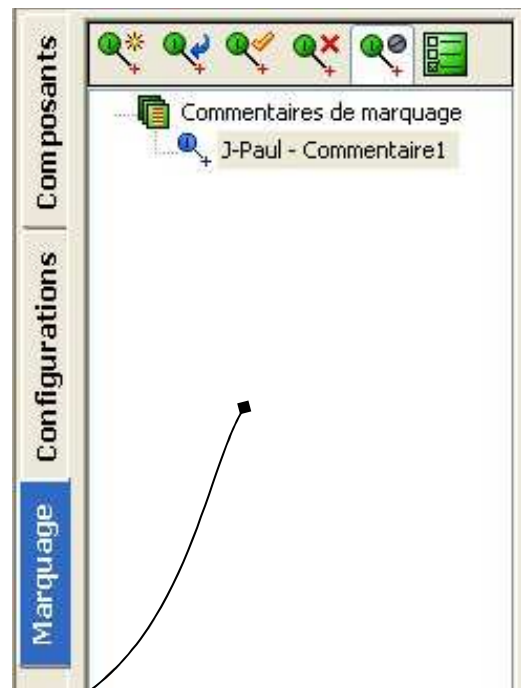 Composants
Configurations
Marquage
Commentaires de marquage
J-Paul - Commentaire1